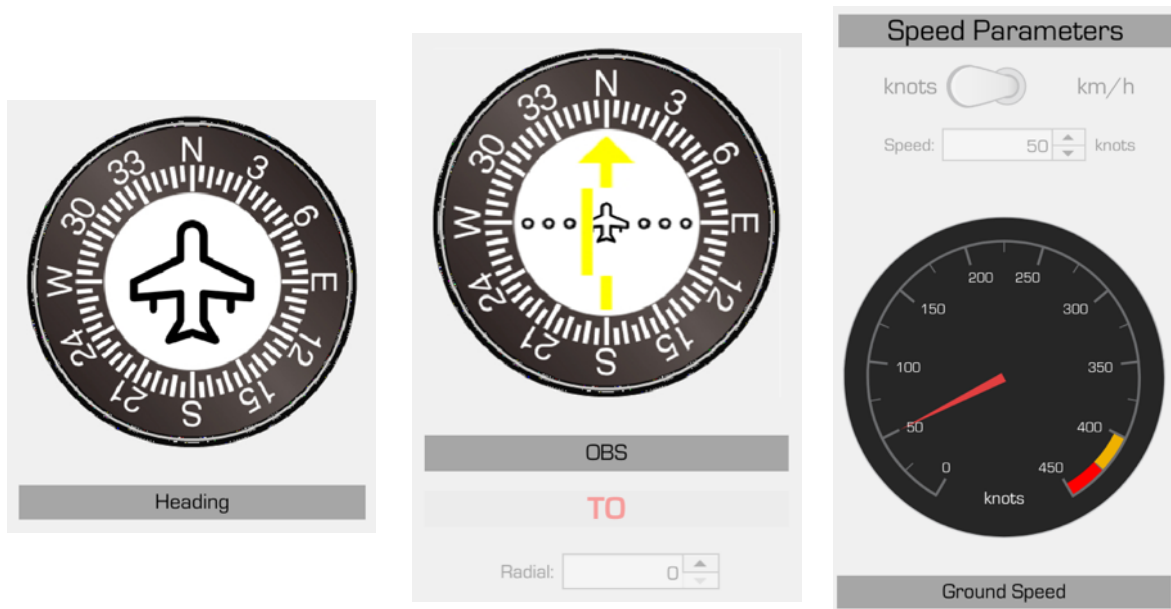 N
3
6
E
12
15
S
21
24
W
30
33
Heading
N
3
6
E
12
15
S
21
24
W
30
33
OBS
TO
Radial: 0
Speed Parameters
knots km/h
Speed: 50 knots
200 250
150 300
100 350
50 400
0 450
knots
Ground Speed